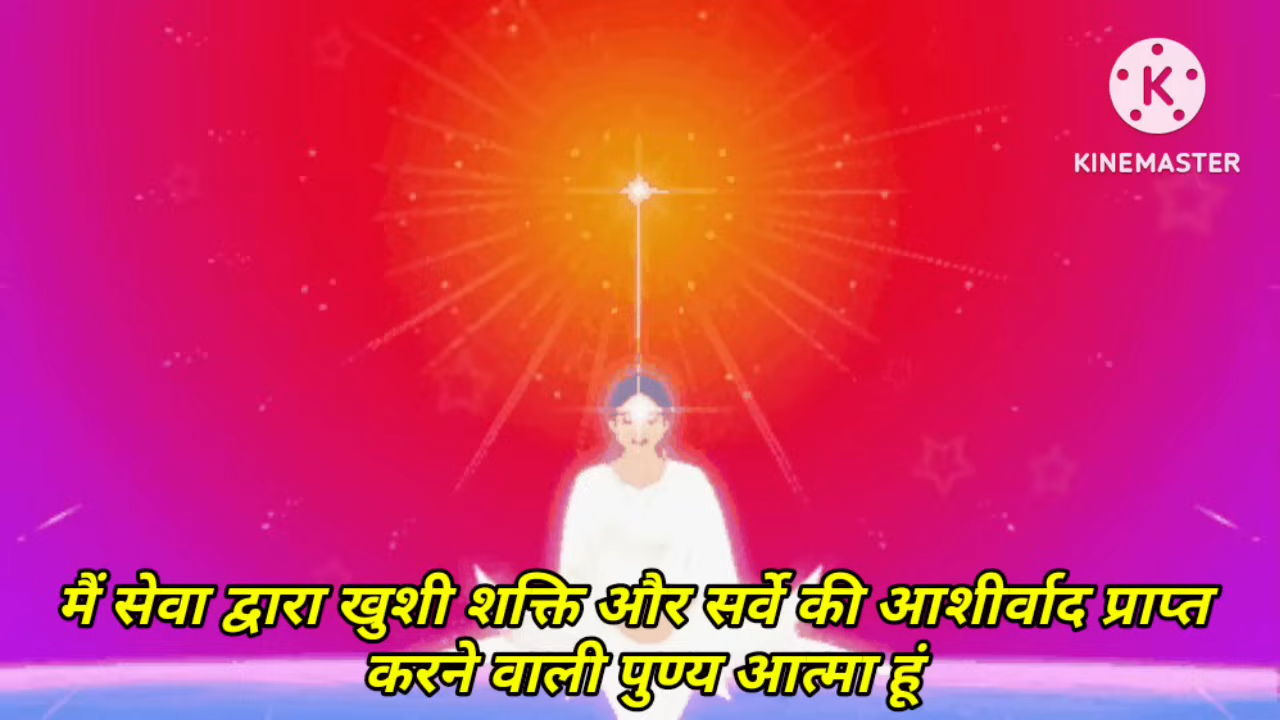 K
KINEMASTER
मैं सेवा द्वारा खुशी शक्ति और सर्वे की आशीर्वाद प्राप्त
करने वाली पुण्य आत्मा हूं